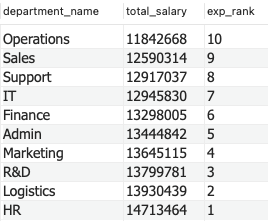 department_name total_salary exp_rank
Operations 11842668 10
Sales 12590314 9
Support 12917037 8
IT 12945830 7
Finance 13298005 6
Admin 13444842 5
Marketing 13645115 4
R&D 13799781 3
Logistics 13930439 2
HR 14713464 1